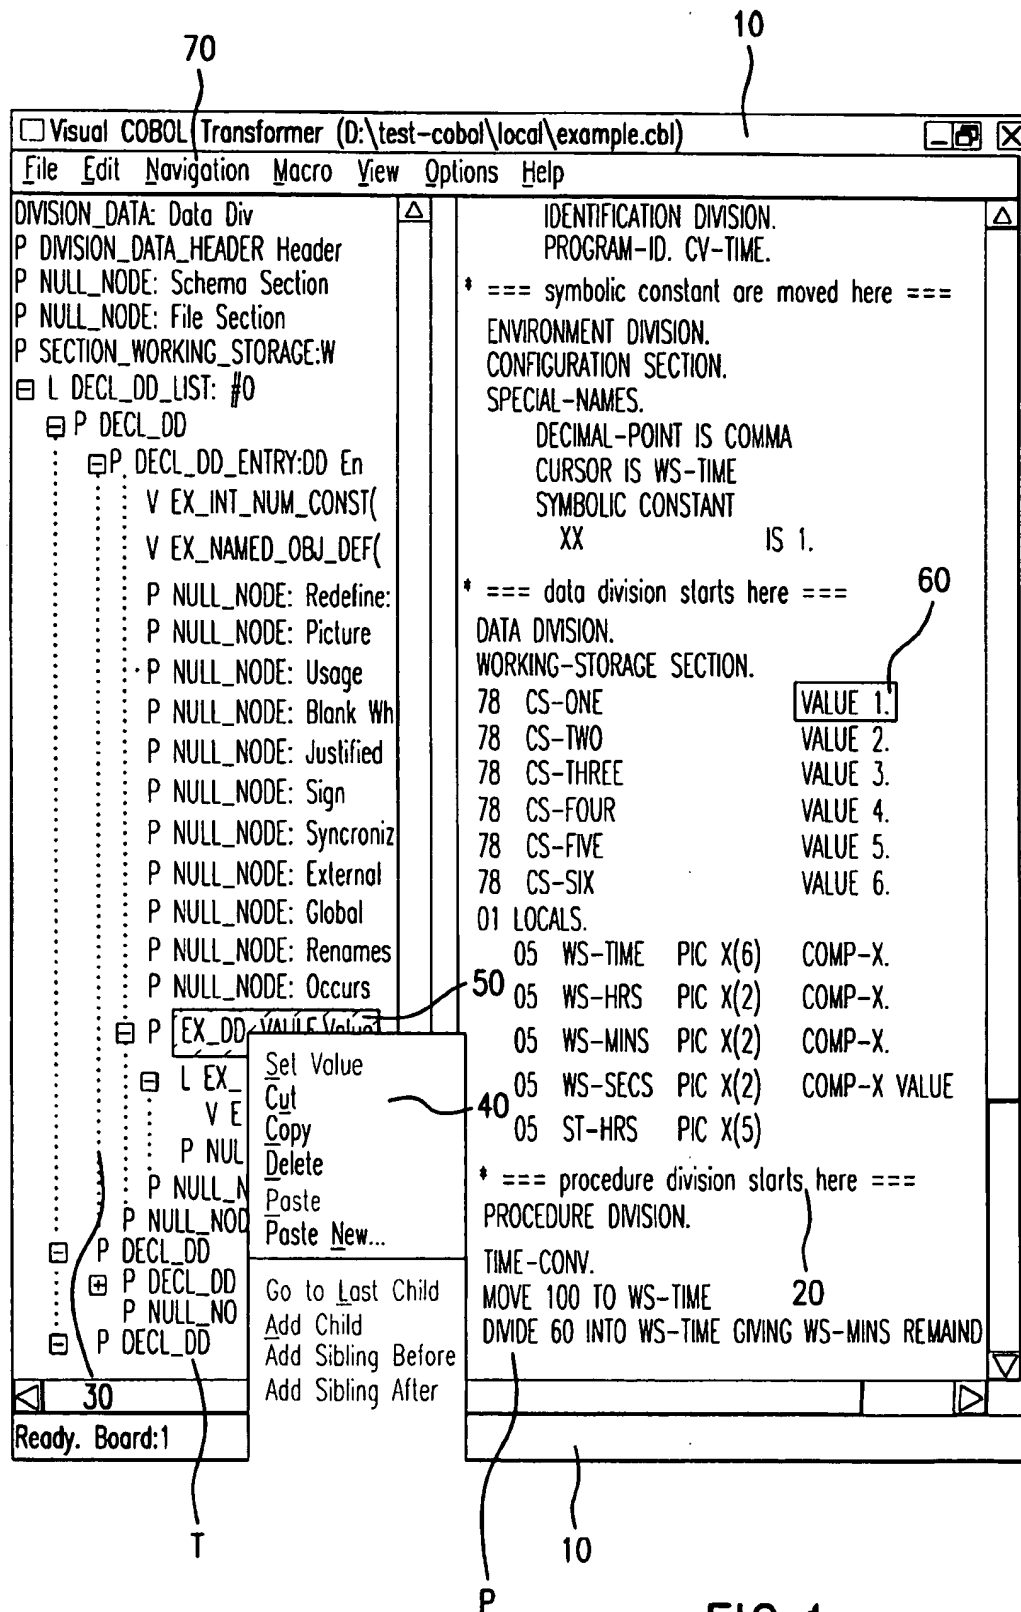 10
70
Visual COBOL Transformer (D:\test-cobol\local\example.cbl)
File Edit Navigation Macro View Options Help
DIVISION_DATA: Data Div
P DIVISION_DATA_HEADER Header
P NULL_NODE: Schema Section
P NULL_NODE: File Section
P SECTION_WORKING_STORAGE:W
L DECL_DD_LIST: #0
P DECL_DD
P DECL_DD_ENTRY:DD En
V EX_INT_NUM_CONST(
V EX_NAMED_OBJ_DEF(
P NULL_NODE: Redefine:
P NULL_NODE: Picture
P NULL_NODE: Usage
P NULL_NODE: Blank Wh
P NULL_NODE: Justified
P NULL_NODE: Sign
P NULL_NODE: Syncroniz
P NULL_NODE: External
P NULL_NODE: Global
P NULL_NODE: Renames
P NULL_NODE: Occurs
P EX_DD_VALUE Value
L EX_
V E
P NUL
P NULL_N
P NULL_NOD
P DECL_DD
P DECL_DD
P NULL_NO
P DECL_DD
30
Ready. Board:1
T
50
Set Value
Cut
Copy
Delete
Paste
Paste New...
Go to Last Child
Add Child
Add Sibling Before
Add Sibling After
40
IDENTIFICATION DIVISION.
PROGRAM-ID. CV-TIME.
* === symbolic constant are moved here ===
ENVIRONMENT DIVISION.
CONFIGURATION SECTION.
SPECIAL-NAMES.
DECIMAL-POINT IS COMMA
CURSOR IS WS-TIME
SYMBOLIC CONSTANT
XX IS 1.
* === data division starts here ===
60
DATA DIVISION.
WORKING-STORAGE SECTION.
78 CS-ONE VALUE 1.
78 CS-TWO VALUE 2.
78 CS-THREE VALUE 3.
78 CS-FOUR VALUE 4.
78 CS-FIVE VALUE 5.
78 CS-SIX VALUE 6.
01 LOCALS.
05 WS-TIME PIC X(6) COMP-X.
05 WS-HRS PIC X(2) COMP-X.
05 WS-MINS PIC X(2) COMP-X.
05 WS-SECS PIC X(2) COMP-X VALUE
05 ST-HRS PIC X(5)
* === procedure division starts here ===
PROCEDURE DIVISION.
TIME-CONV.
MOVE 100 TO WS-TIME
20
DIVIDE 60 INTO WS-TIME GIVING WS-MINS REMAIND
10
P
FIG. 1